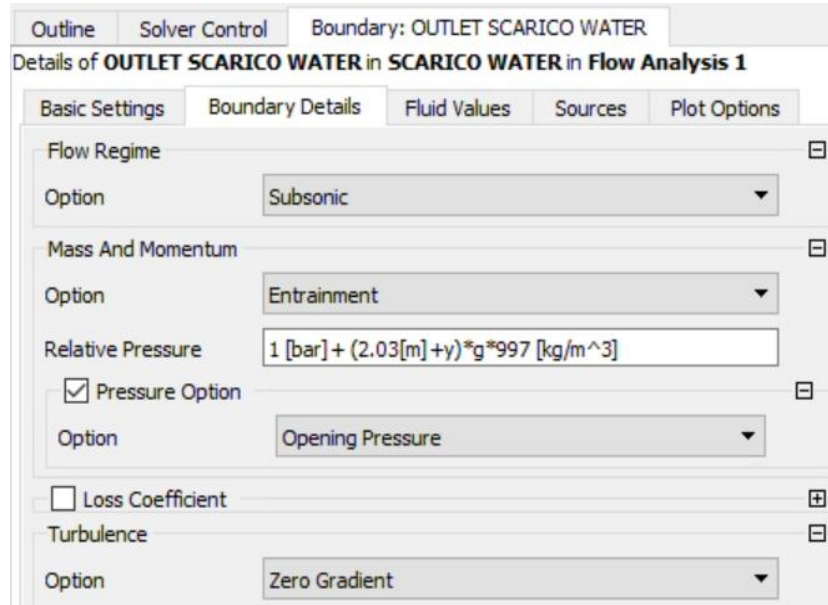 Outline Solver Control Boundary: OUTLET SCARICO WATER
Details of OUTLET SCARICO WATER in SCARICO WATER in Flow Analysis 1
Basic Settings Boundary Details Fluid Values Sources Plot Options
Flow Regime
Option Subsonic
Mass And Momentum
Option Entrainment
Relative Pressure 1 [bar] + (2.03[m]+y)*g*997 [kg/m^3]
Pressure Option
Option Opening Pressure
Loss Coefficient
Turbulence
Option Zero Gradient